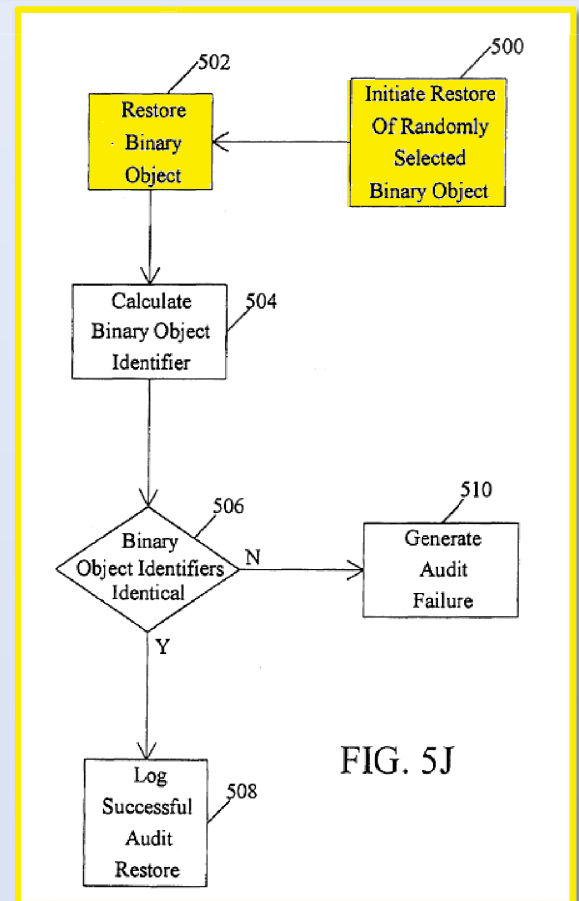 500
Initiate Restore
Of Randomly
Selected
Binary Object
502
Restore
Binary
Object
Calculate
Binary Object
Identifier
504
506
Binary
Object Identifiers
Identical
N
Y
510
Generate
Audit
Failure
Log
Successful
Audit
Restore
508
FIG. 5J